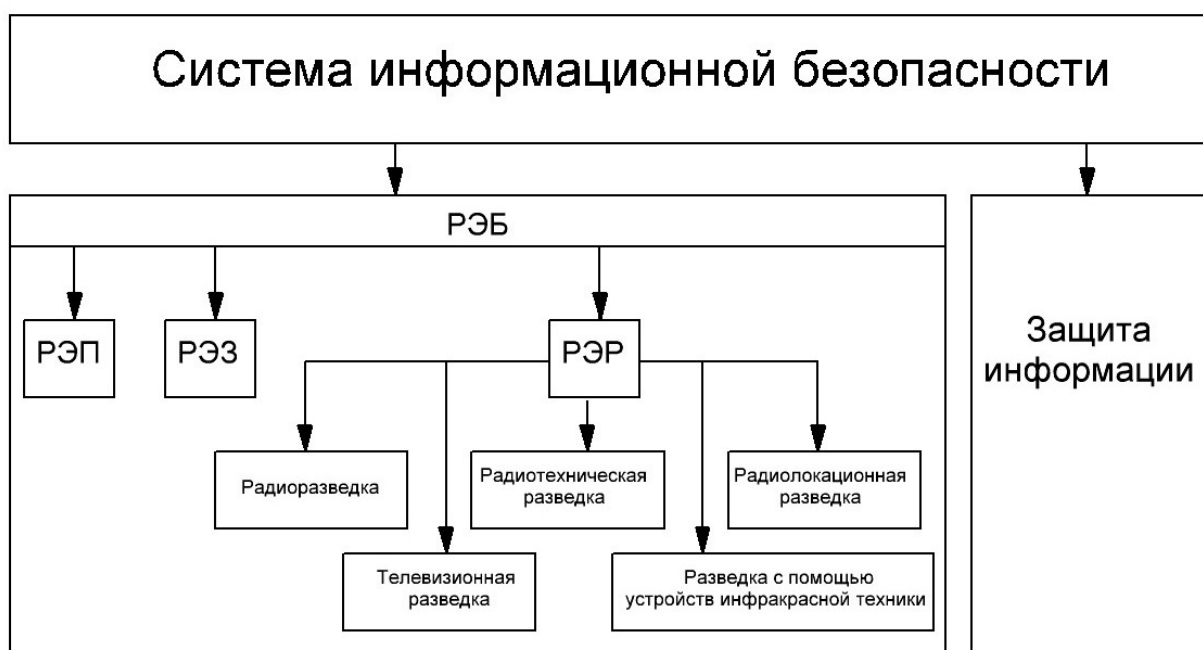 Система информационной безопасности
РЭБ
РЭП
РЭЗ
РЭР
Защита
информации
Радиоразведка
Радиотехническая
разведка
Радиолокационная
разведка
Телевизионная
разведка
Разведка с помощью
устройств инфракрасной техники